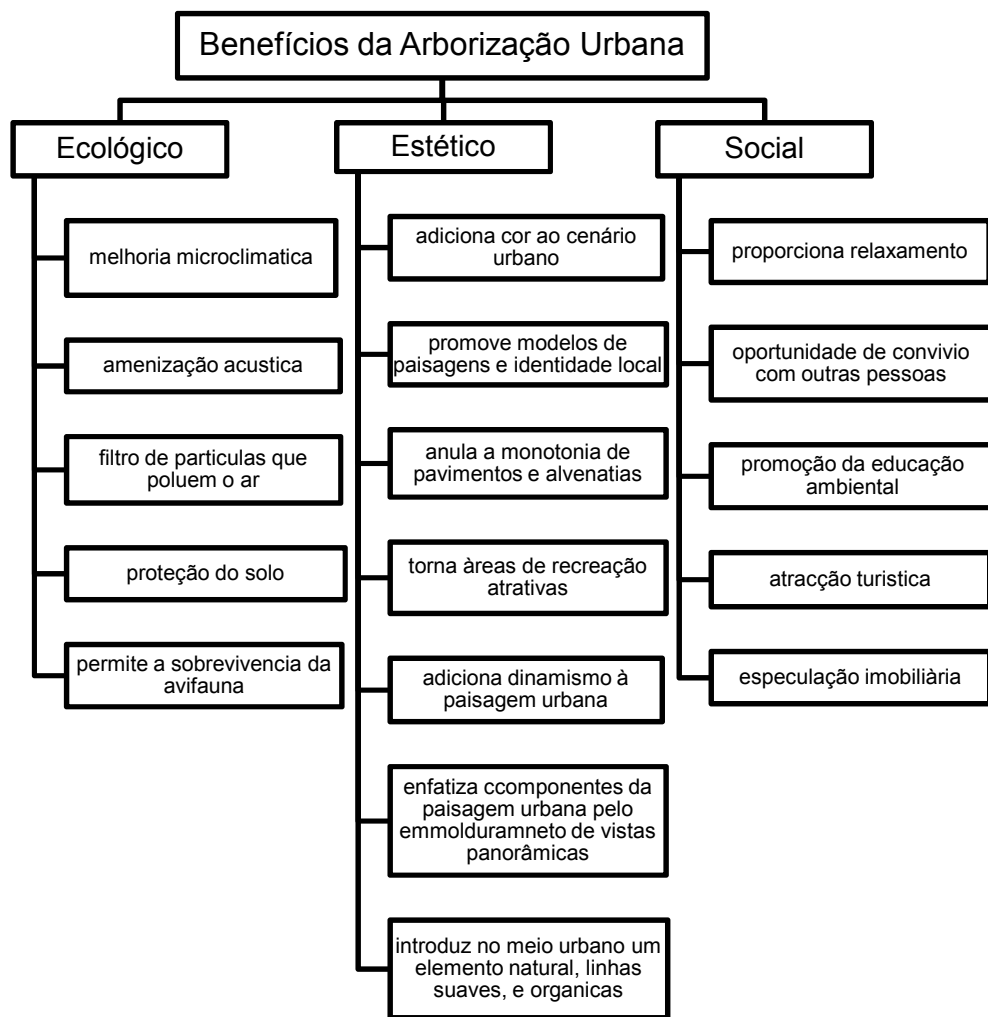 Benefícios da Arborização Urbana
Ecológico
melhoria microclimatica
amenização acustica
filtro de particulas que
poluem o ar
proteção do solo
permite a sobrevivencia da
avifauna
Estético
adiciona cor ao cenário
urbano
promove modelos de
paisagens e identidade local
anula a monotonia de
pavimentos e alvenatias
torna àreas de recreação
atrativas
adiciona dinamismo à
paisagem urbana
enfatiza ccomponentes da
paisagem urbana pelo
emmolduramneto de vistas
panorâmicas
introduz no meio urbano um
elemento natural, linhas
suaves, e organicas
Social
proporciona relaxamento
oportunidade de convivio
com outras pessoas
promoção da educação
ambiental
atracção turistica
especulação imobiliària